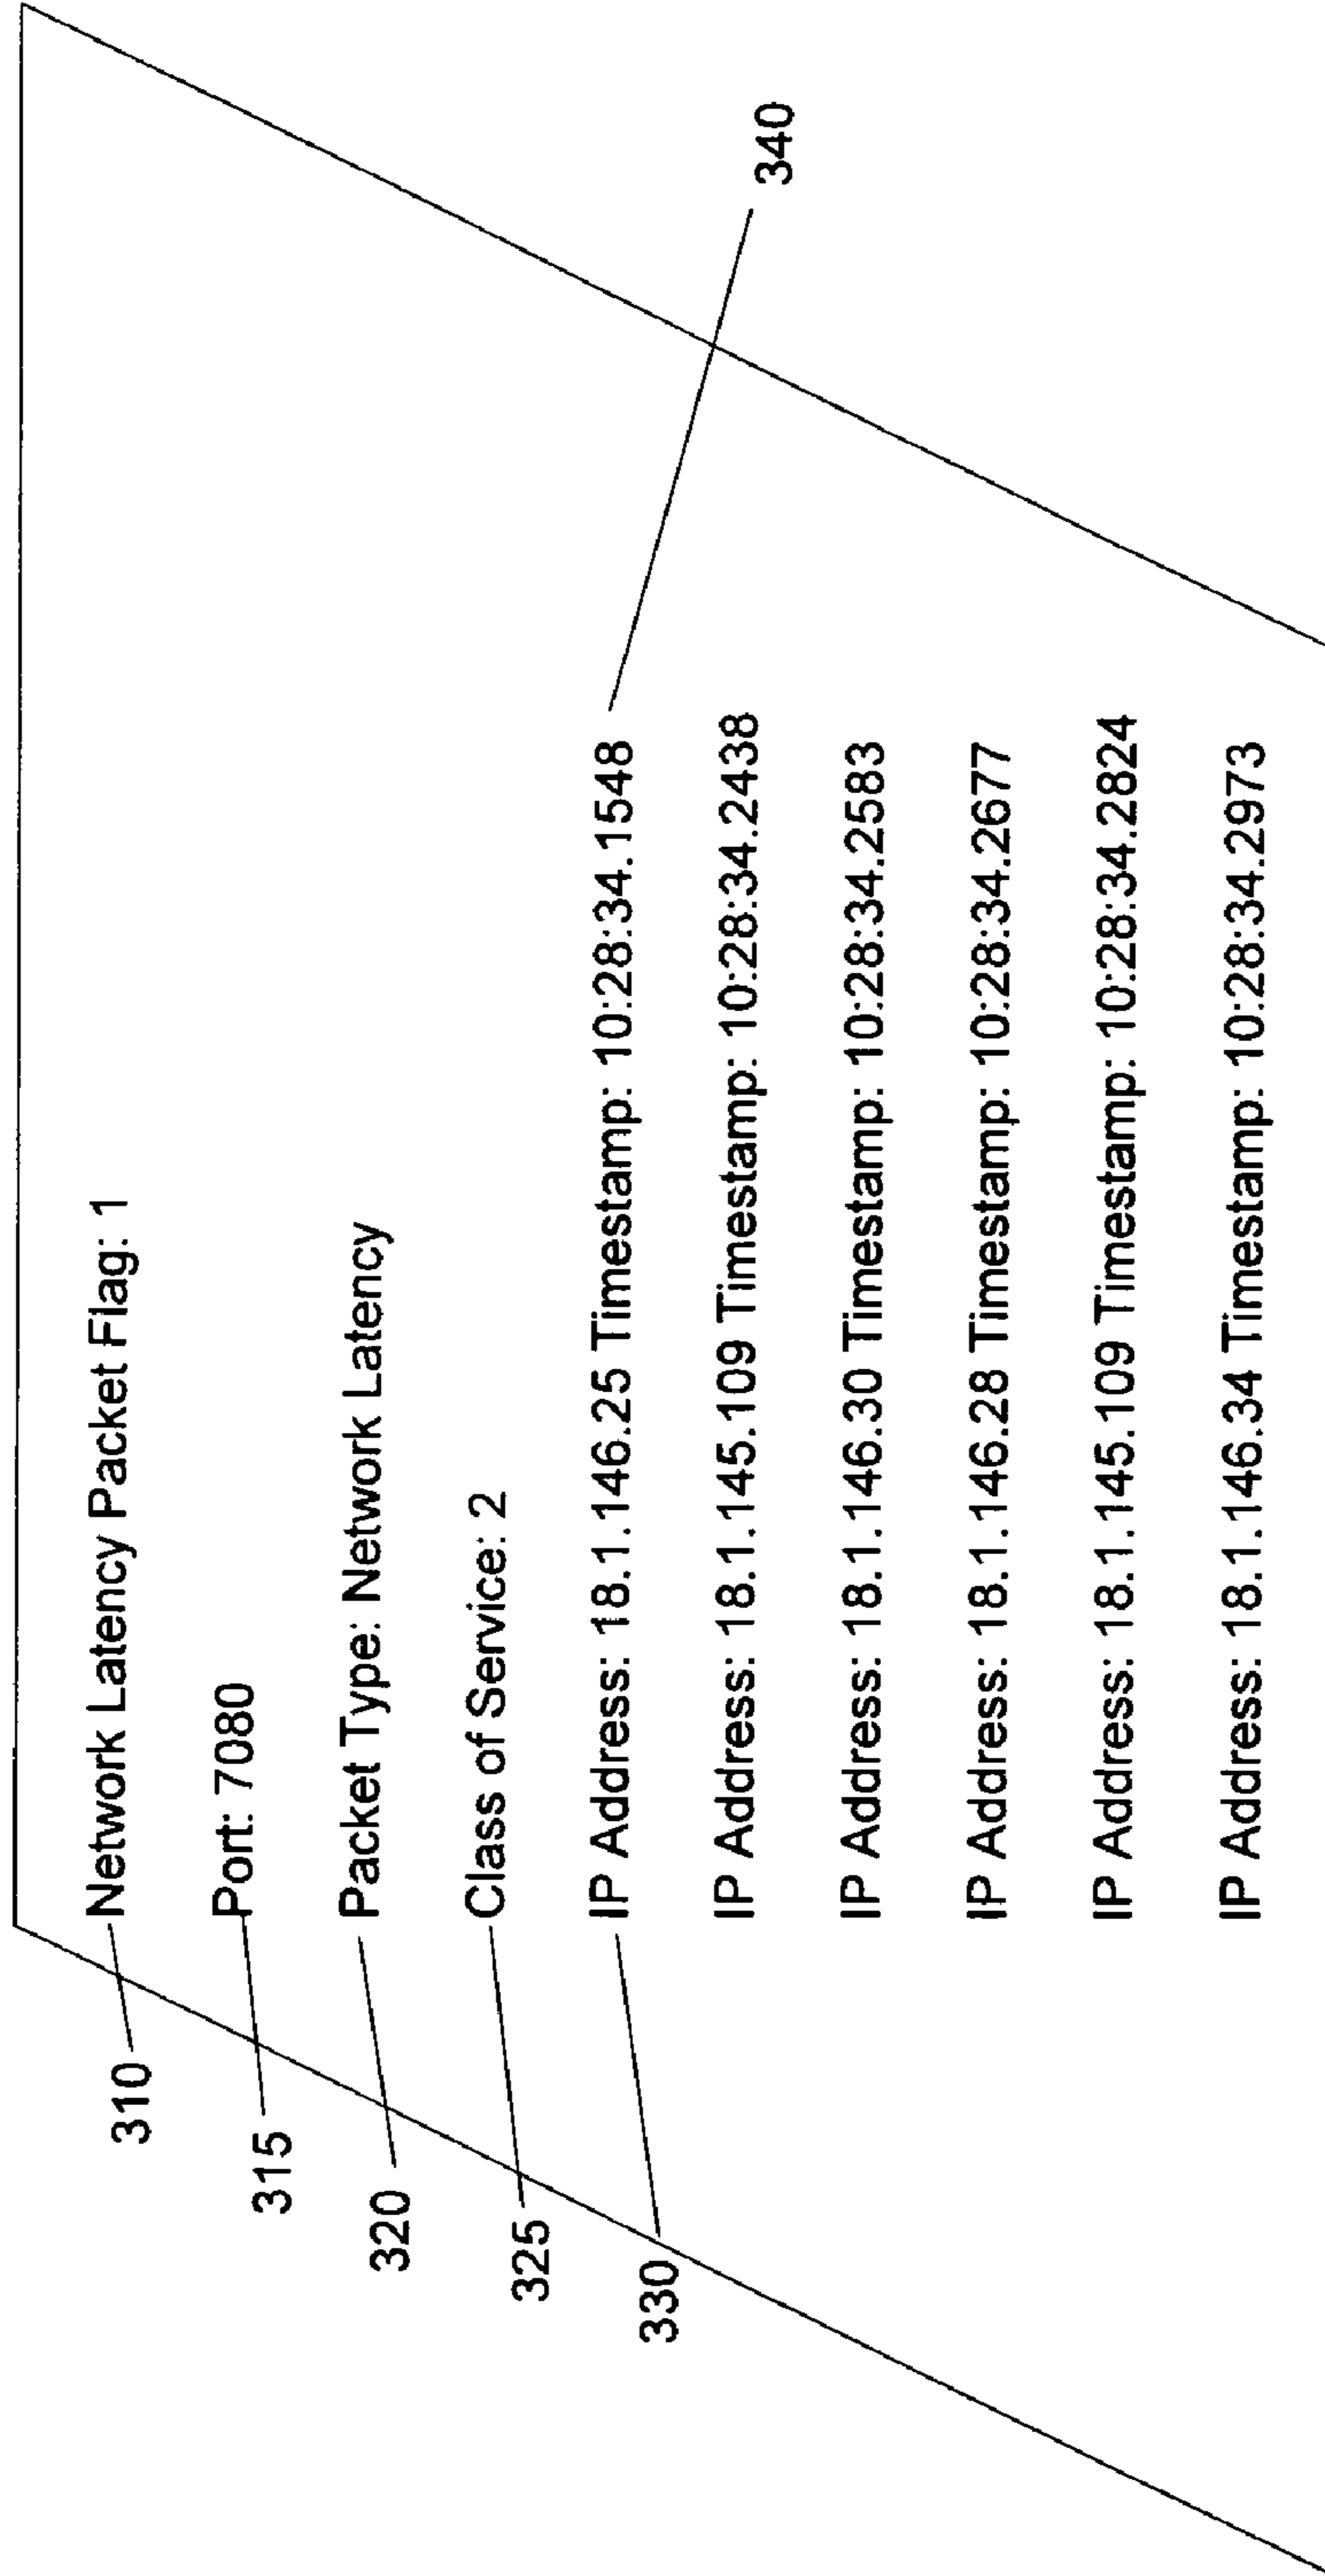 310 Network Latency Packet Flag: 1
315 Port: 7080
320 Packet Type: Network Latency
325 Class of Service: 2
330 IP Address: 18.1.146.25 Timestamp: 10:28:34.1548 340
IP Address: 18.1.145.109 Timestamp: 10:28:34.2438
IP Address: 18.1.146.30 Timestamp: 10:28:34.2583
IP Address: 18.1.146.28 Timestamp: 10:28:34.2677
IP Address: 18.1.145.109 Timestamp: 10:28:34.2824
IP Address: 18.1.146.34 Timestamp: 10:28:34.2973